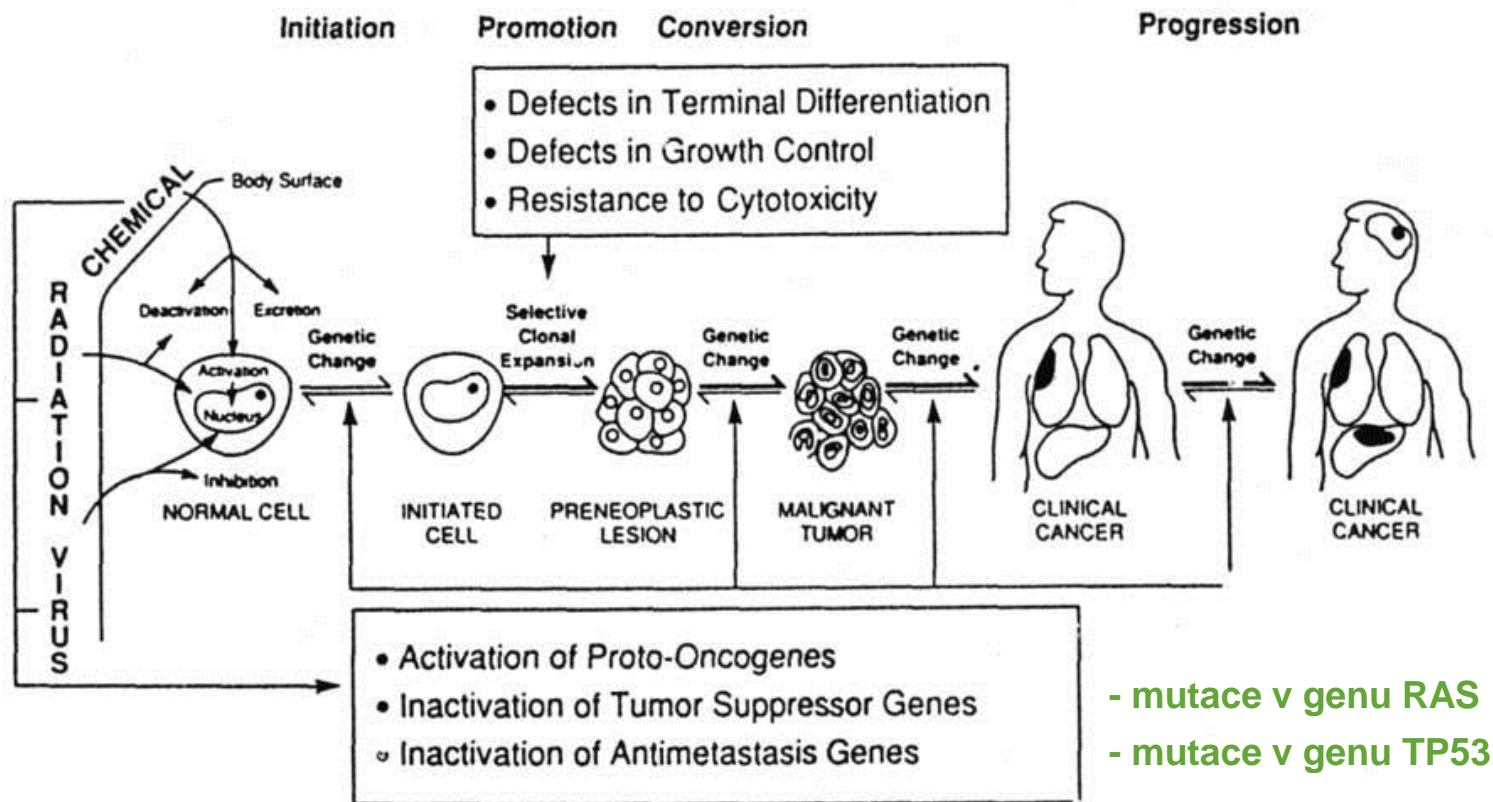 Initiation Promotion Conversion Progression
• Defects in Terminal Differentiation
• Defects in Growth Control
• Resistance to Cytotoxicity
CHEMICAL
Body Surface
RADIATION VIRUS
Deactivation
Excretion
Activation
Nucleus
Inhibition
NORMAL CELL
Genetic
Change
INITIATED
CELL
Selective
Clonal
Expansion
PRENEOPLASTIC
LESION
Genetic
Change
MALIGNANT
TUMOR
Genetic
Change
CLINICAL
CANCER
Genetic
Change
CLINICAL
CANCER
• Activation of Proto-Oncogenes
• Inactivation of Tumor Suppressor Genes
• Inactivation of Antimetastasis Genes
- mutace v genu RAS
- mutace v genu TP53